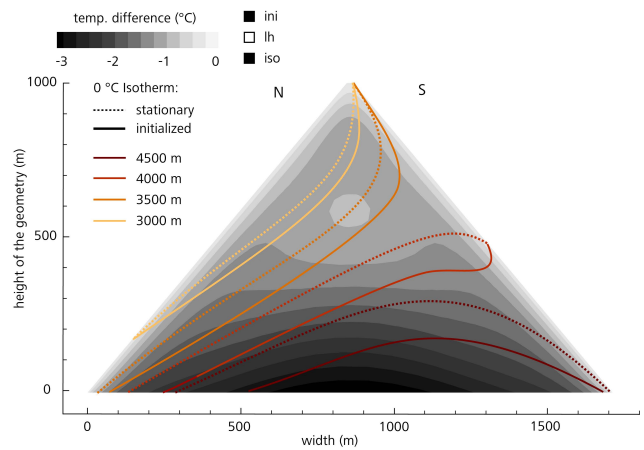 temp. difference (°C)
-3 -2 -1 0
ini
lh
iso
1000
0 °C Isotherm:
N
S
stationary
initialized
4500 m
4000 m
3500 m
3000 m
500
0
height of the geometry (m)
0 500 1000 1500
width (m)